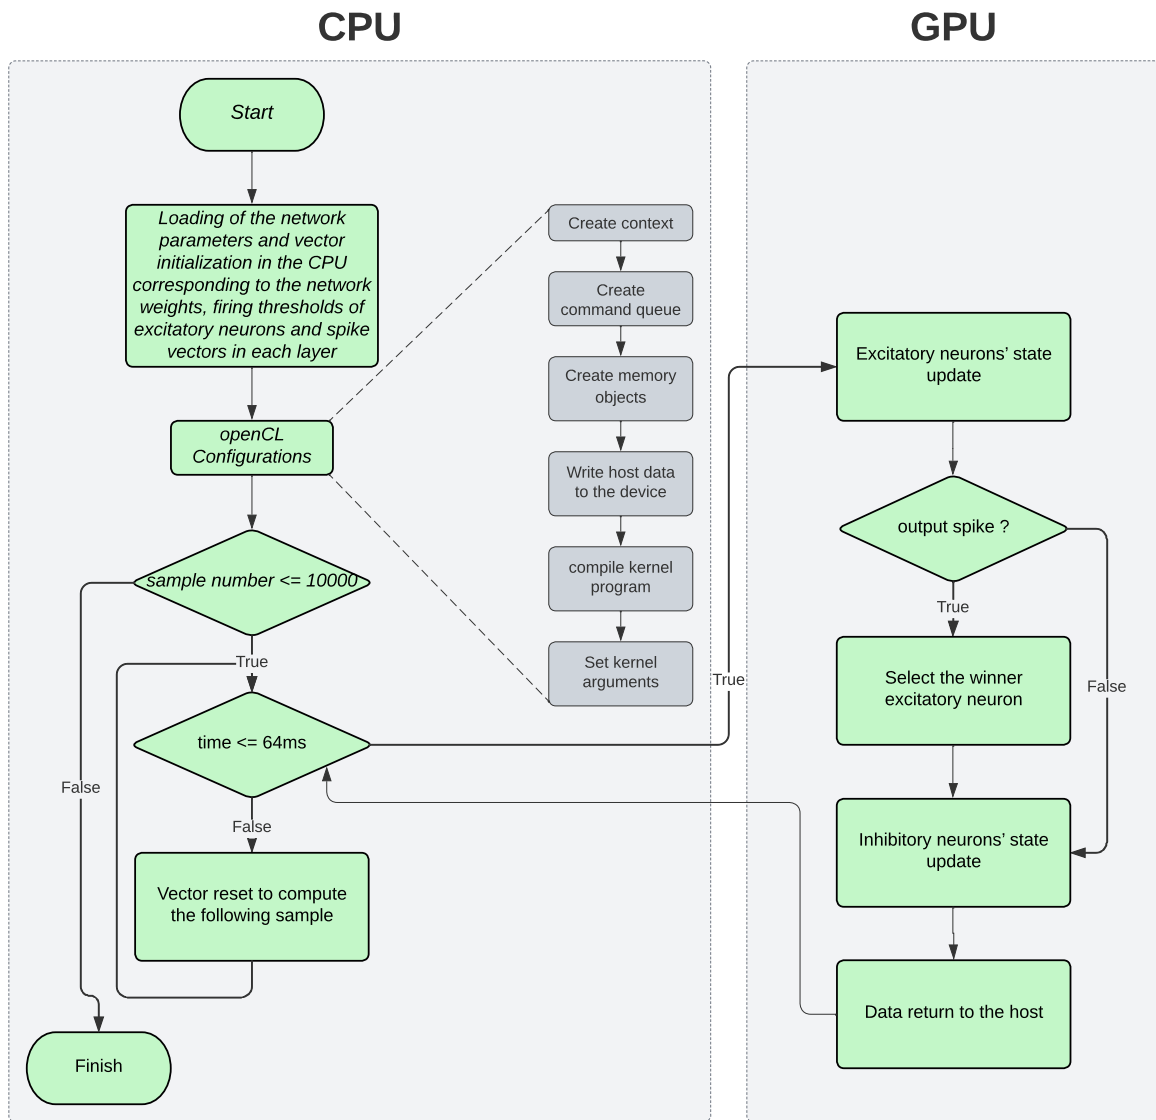 CPU
GPU
Start
Loading of the network
parameters and vector
initialization in the CPU
corresponding to the network
weights, firing thresholds of
excitatory neurons and spike
vectors in each layer
openCL
Configurations
sample number <= 10000
True
time <= 64ms
True
False
False
Vector reset to compute
the following sample
Finish
Create context
Create
command queue
Create memory
objects
Write host data
to the device
compile kernel
program
Set kernel
arguments
Excitatory neurons’ state
update
output spike ?
True
False
Select the winner
excitatory neuron
Inhibitory neurons’ state
update
Data return to the host